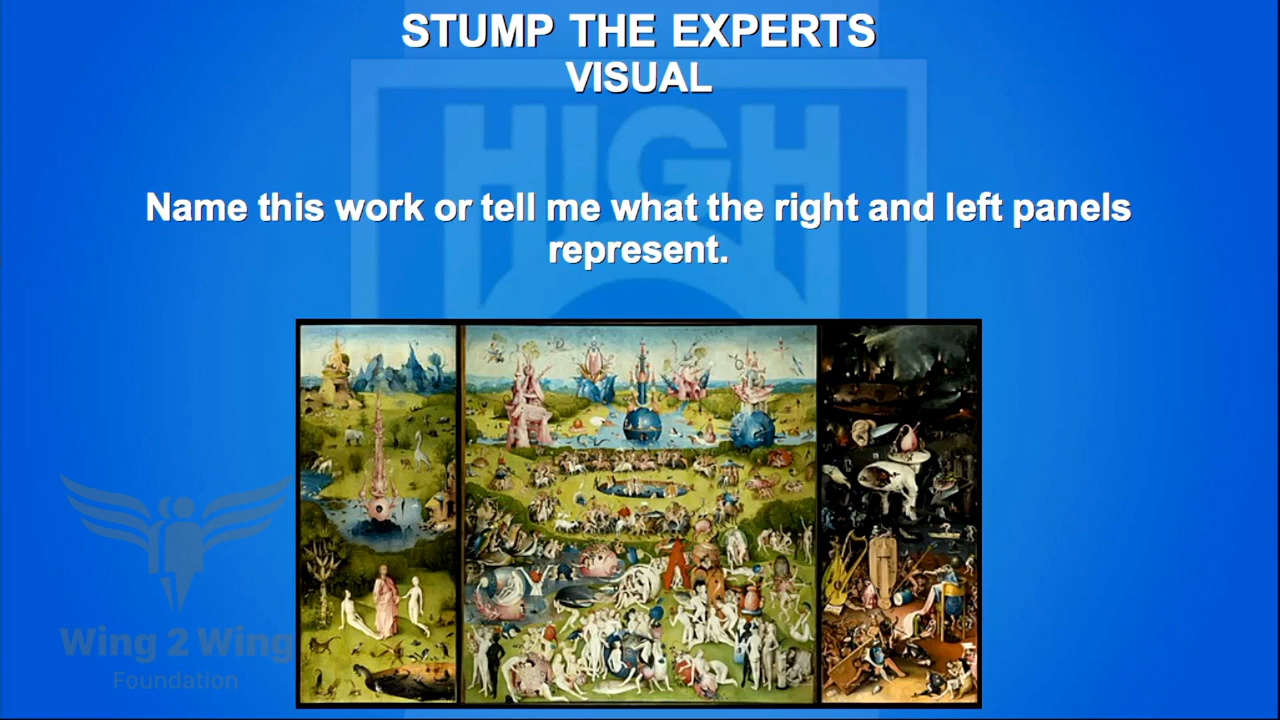 STUMP THE EXPERTS
VISUAL
HIGH
Name this work or tell me what the right and left panels
represent.
Wing 2 Wing
Foundation